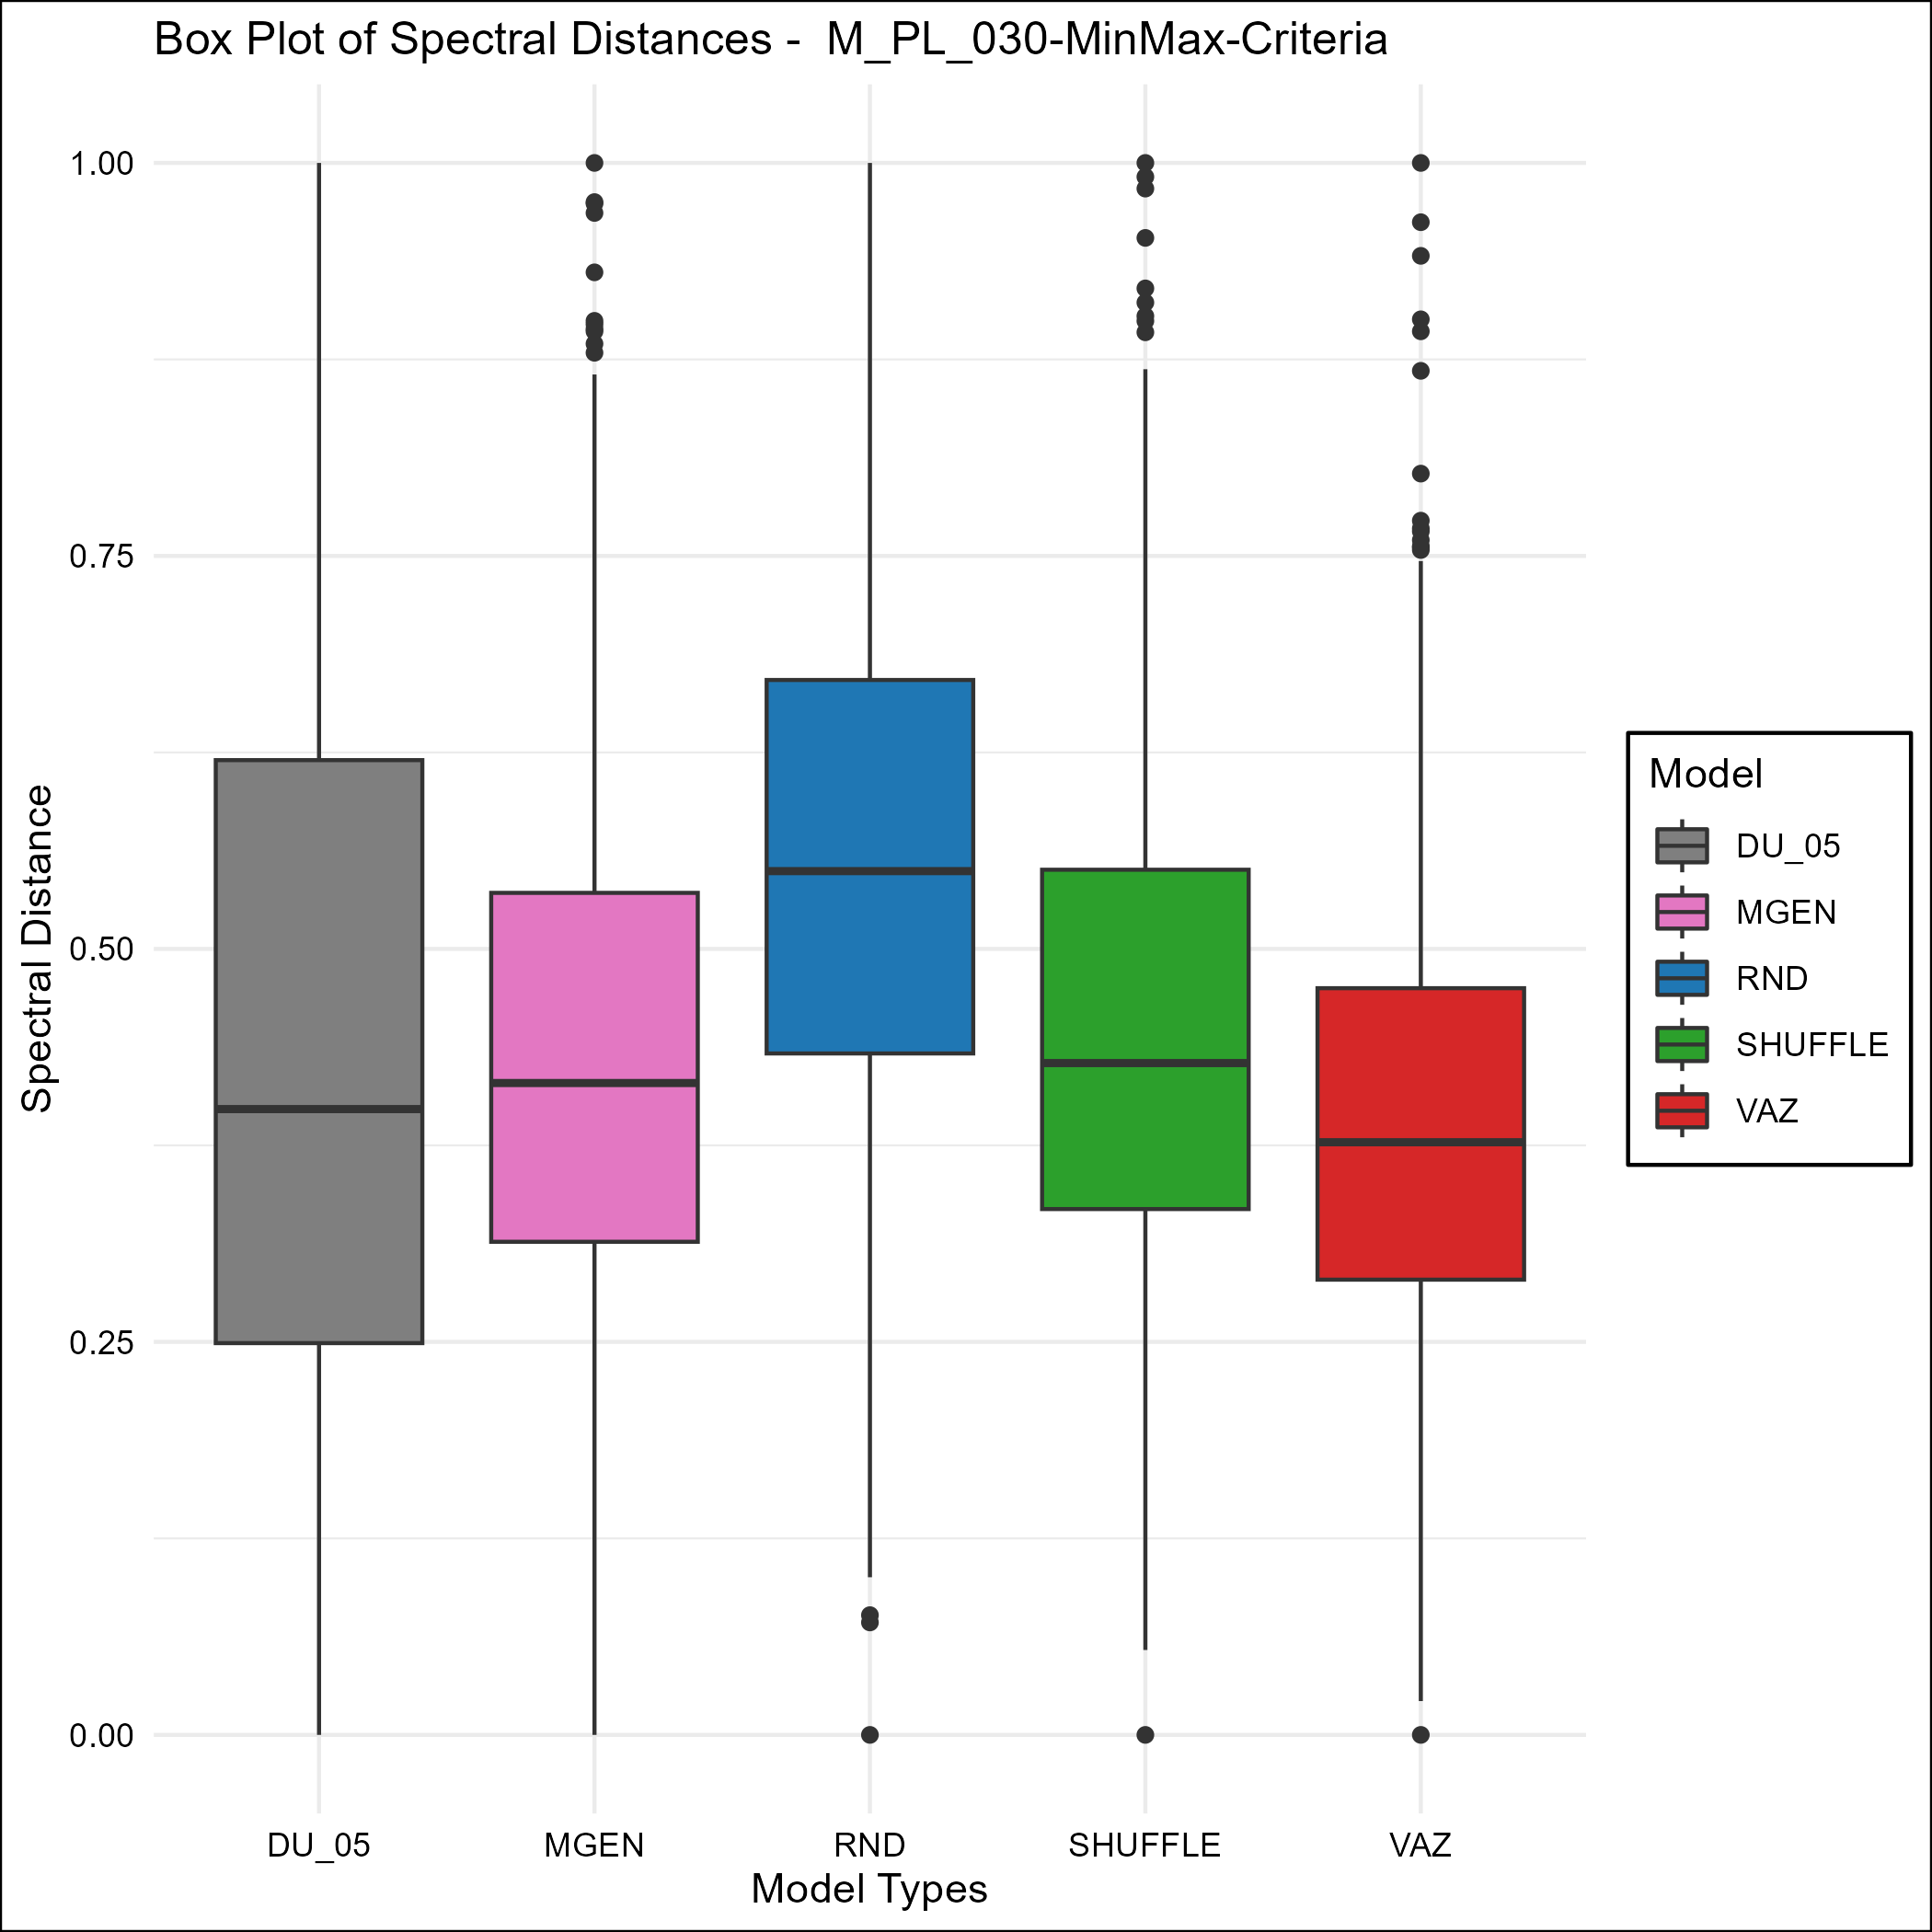 Box Plot of Spectral Distances -  M_PL_030-MinMax-Criteria
Spectral Distance
1.00
0.75
0.50
0.25
0.00
DU_05
MGEN
RND
SHUFFLE
VAZ
Model Types
Model
DU_05
MGEN
RND
SHUFFLE
VAZ